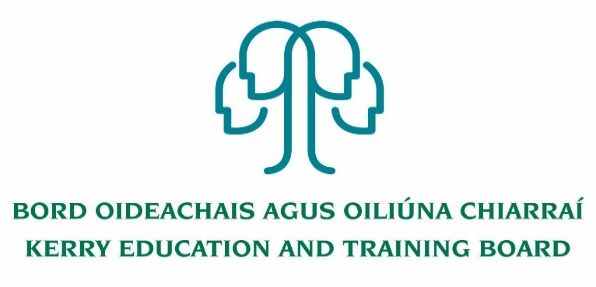 BORD OIDEACHAIS AGUS OILIÚNA CHIARRAÍ
KERRY EDUCATION AND TRAINING BOARD